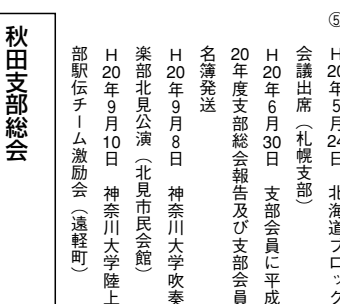 ⑤ H20年5月24日 北海道ブロック
会議出席(札幌支部)
H20年6月30日 支部会員に平成
20年度支部総会報告及び支部会員
名簿発送
H20年9月8日 神奈川大学吹奏
楽部北見公演(北見市民会館)
H20年9月10日 神奈川大学陸上
部駅伝チーム激励会(遠軽町)
秋田支部総会